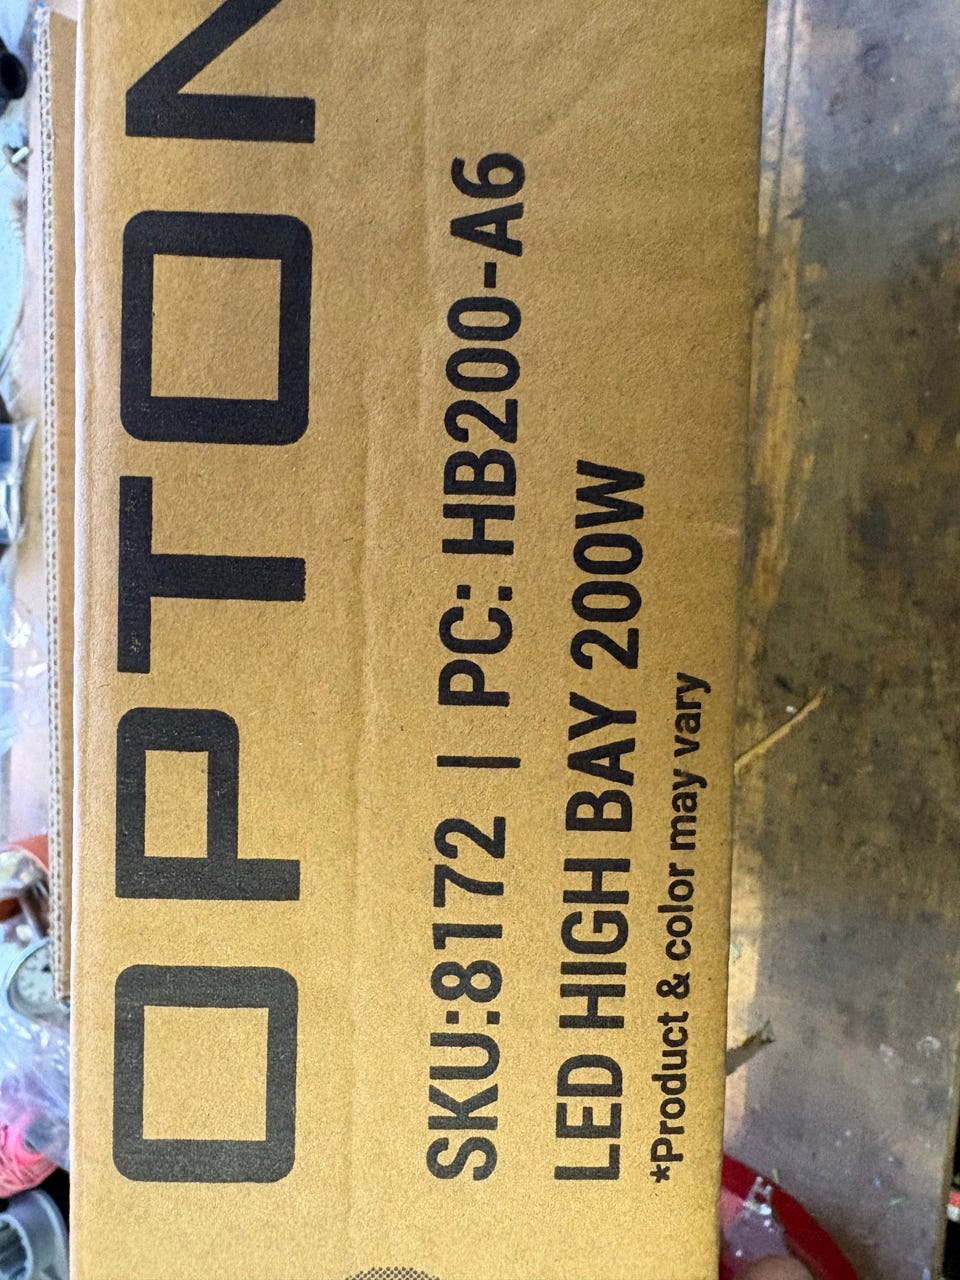 OPTON
SKU:8172 | PC: HB200-A6
LED HIGH BAY 200W
*Product & color may vary